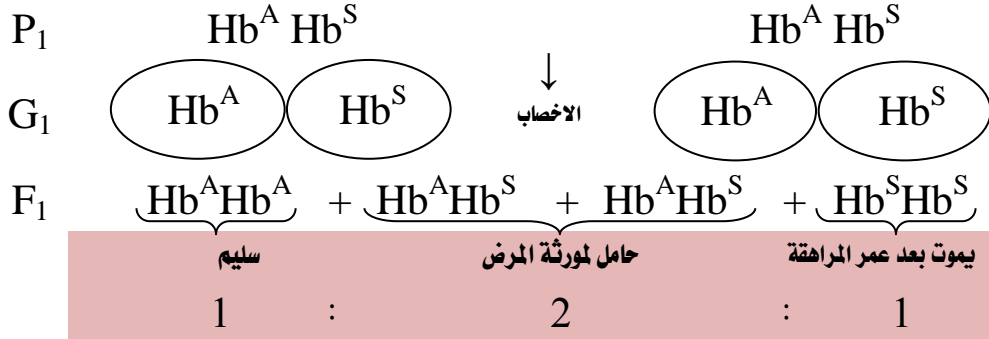 P₁ Hbᴬ Hbˢ Hbᴬ Hbˢ
↓
G₁ Hbᴬ Hbˢ الاخصاب Hbᴬ Hbˢ
F₁ HbᴬHbᴬ + HbᴬHbˢ + HbᴬHbˢ + HbˢHbˢ
سليم حامل لمورثة المرض يموت بعد عمر المراهقة
1 : 2 : 1